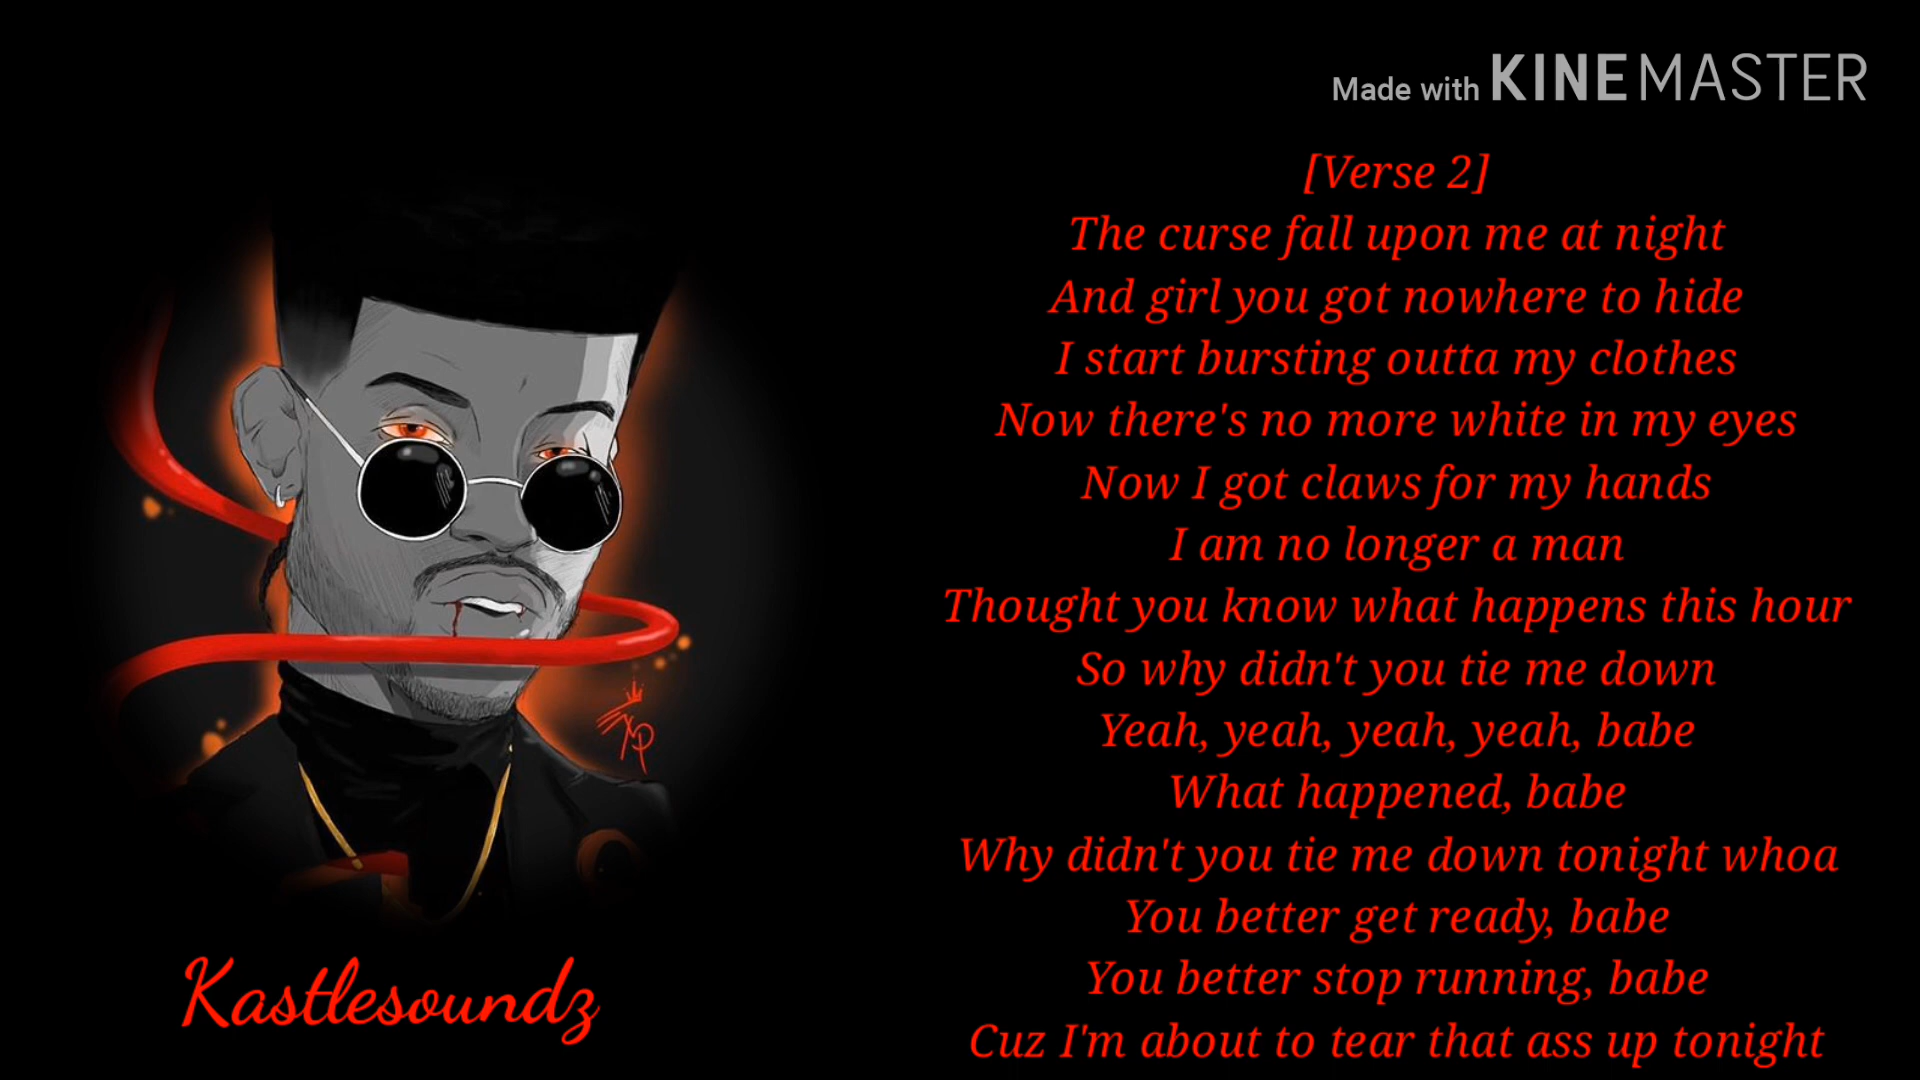 Made with KINEMASTER
[Verse 2]
The curse fall upon me at night
And girl you got nowhere to hide
I start bursting outta my clothes
Now there's no more white in my eyes
Now I got claws for my hands
I am no longer a man
Thought you know what happens this hour
So why didn't you tie me down
Yeah, yeah, yeah, yeah, babe
What happened, babe
Why didn't you tie me down tonight whoa
You better get ready, babe
You better stop running, babe
Cuz I'm about to tear that ass up tonight
Kastlesoundz